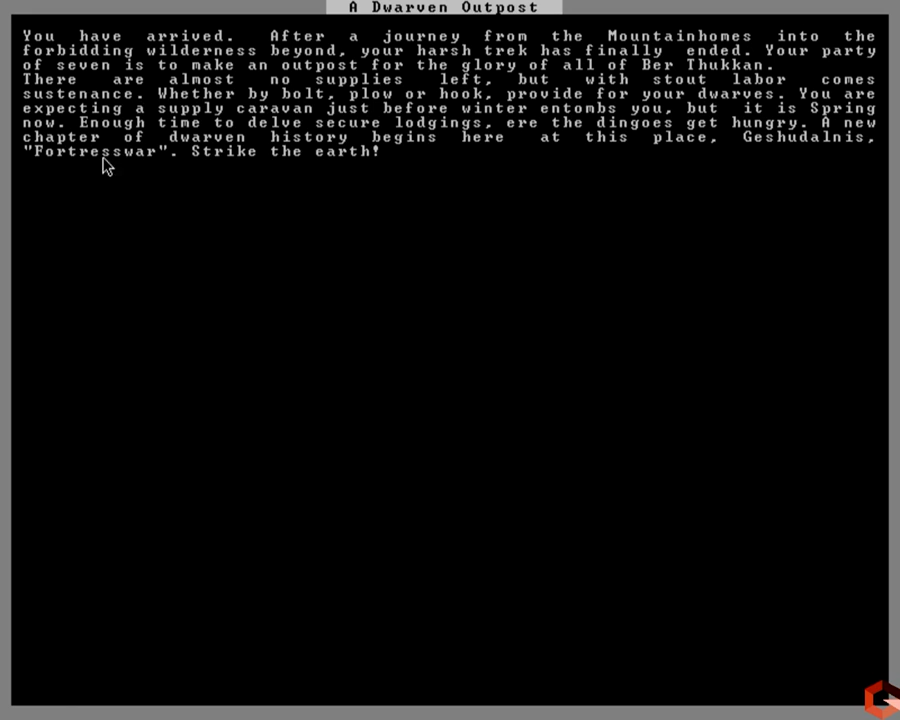 A Dwarven Outpost
You have arrived. After a journey from the Mountainhomes into the
forbidding wilderness beyond, your harsh trek has finally ended. Your party
of seven is to make an outpost for the glory of all of Ber Thukkan.
There are almost no supplies left, but with stout labor comes
sustenance. Whether by bolt, plow or hook, provide for your dwarves. You are
expecting a supply caravan just before winter entombs you, but it is Spring
now. Enough time to delve secure lodgings, ere the dingoes get hungry. A new
chapter of dwarven history begins here at this place, Geshudalnis,
"Fortresswar". Strike the earth!